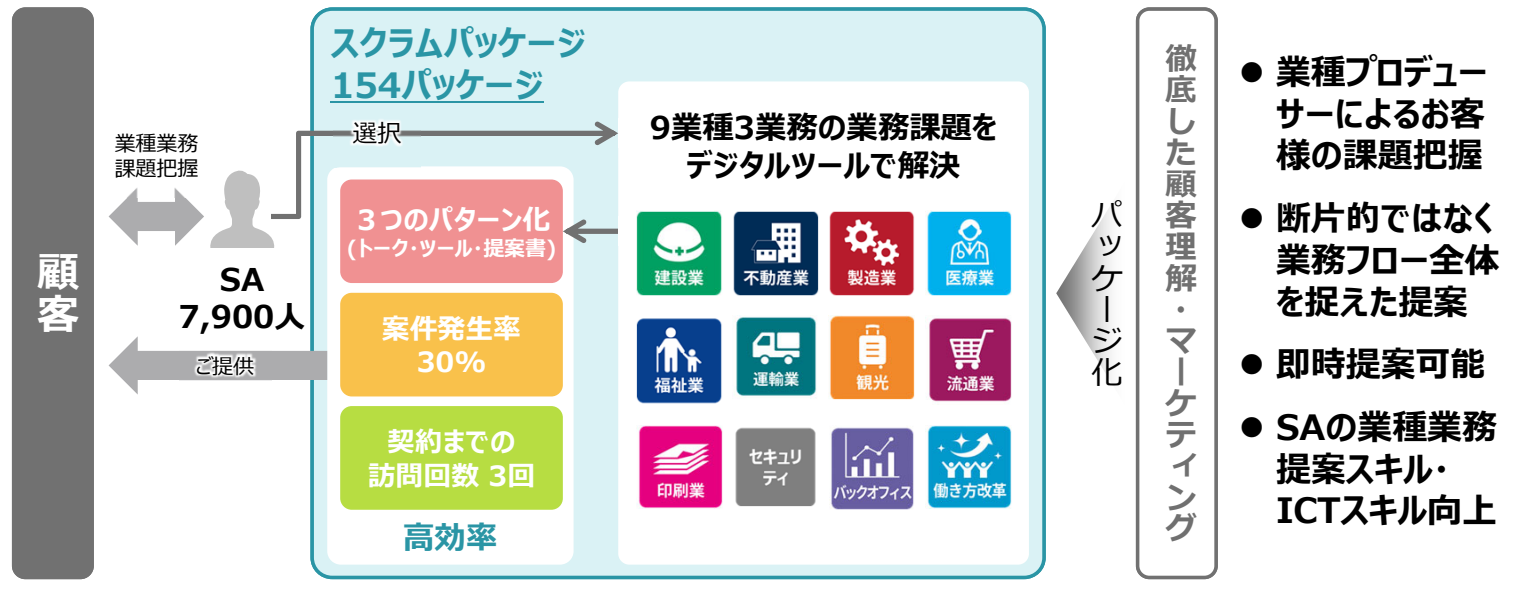 顧客
業種業務
課題把握
SA
7,900人
ご提供
スクラムパッケージ
154パッケージ
選択
3つのパターン化
(トーク・ツール・提案書)
案件発生率
30%
契約までの
訪問回数 3回
高効率
9業種3業務の業務課題を
デジタルツールで解決
建設業
不動産業
製造業
医療業
福祉業
運輸業
観光
流通業
印刷業
セキュリ
ティ
バックオフィス
働き方改革
パッケージ化
徹底した顧客理解・マーケティング
● 業種プロデュー
サーによるお客
様の課題把握
● 断片的ではなく
業務フロー全体
を捉えた提案
● 即時提案可能
● SAの業種業務
提案スキル・
ICTスキル向上